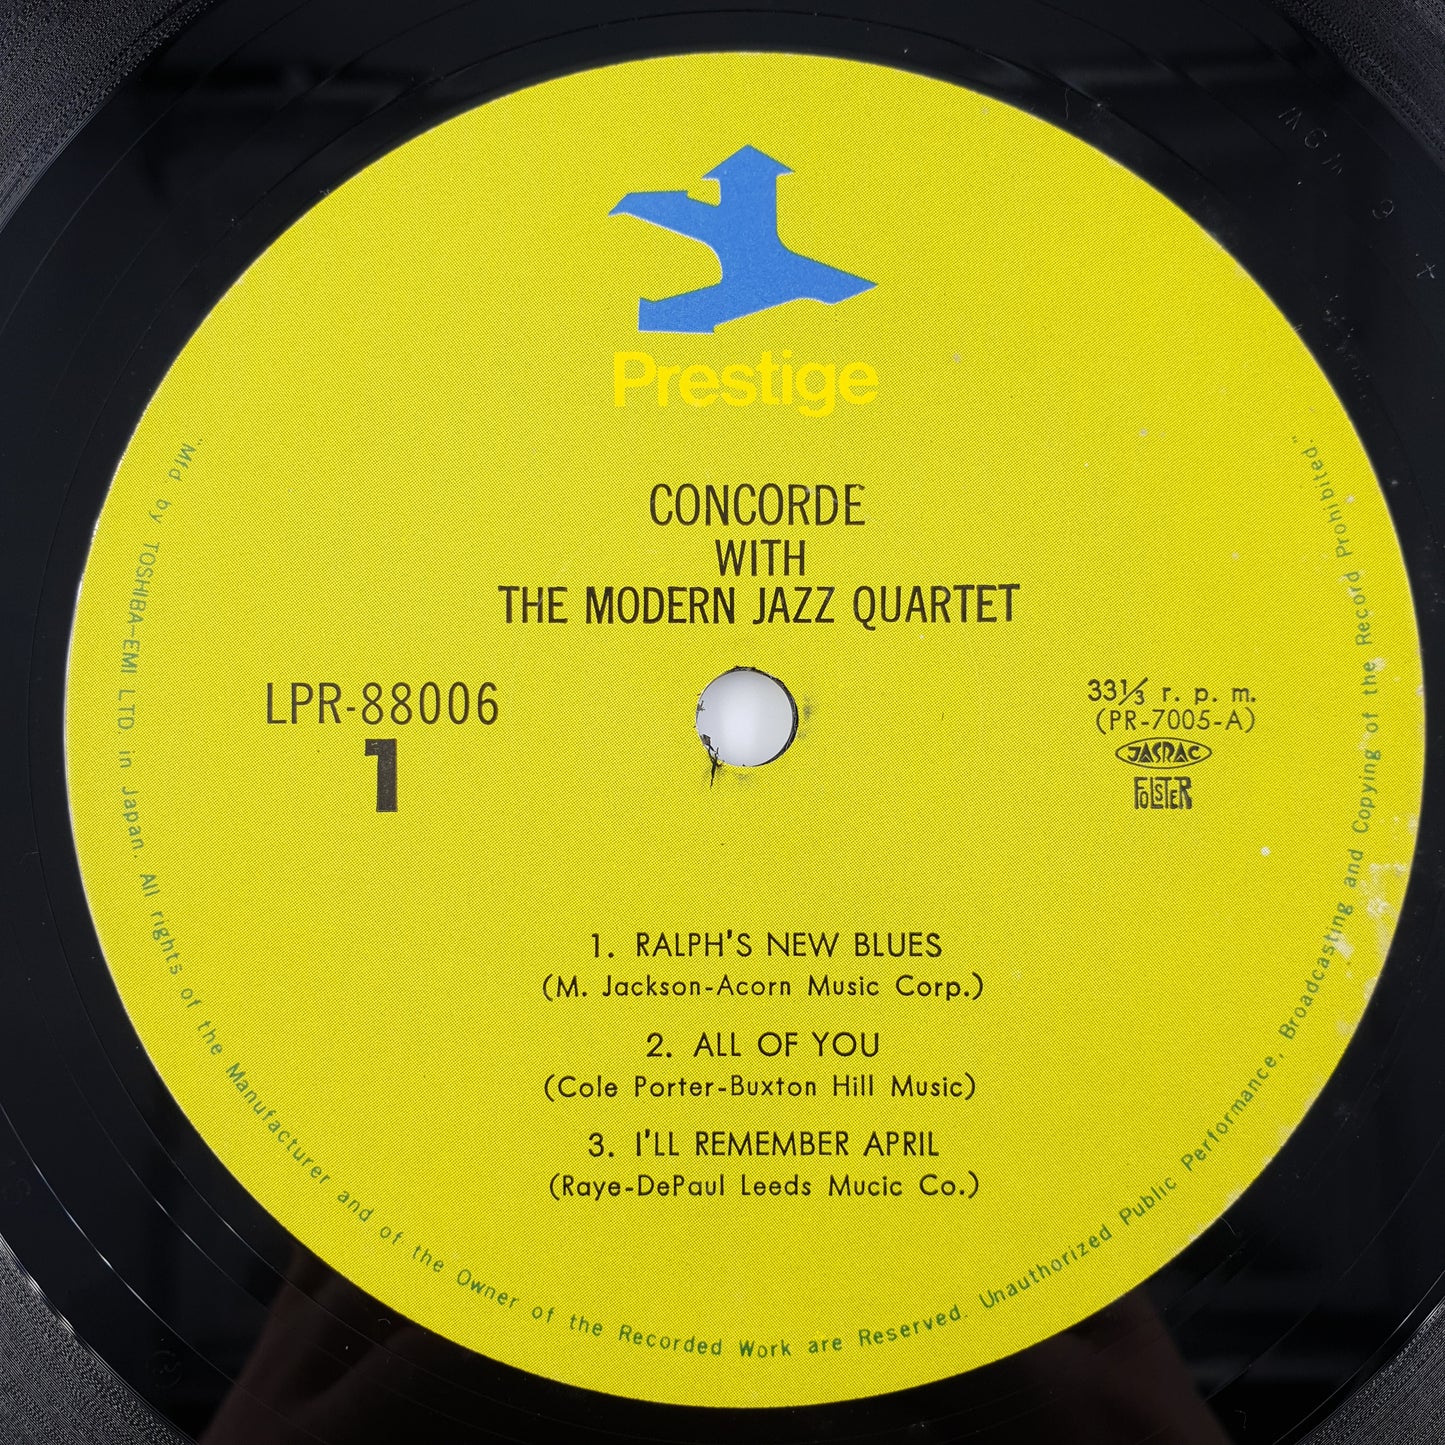 Prestige
CONCORDE
WITH
THE MODERN JAZZ QUARTET
LPR-88006
1
33⅓ r. p. m.
(PR-7005-A)
JASRAC
FOLSTER
1. RALPH'S NEW BLUES
(M. Jackson-Acorn Music Corp.)
2. ALL OF YOU
(Cole Porter-Buxton Hill Music)
3. I'LL REMEMBER APRIL
(Raye-DePaul Leeds Mucic Co.)
"Mfd. by TOSHIBA-EMI LTD. in Japan. All rights of the Manufacturer and of the Owner of the Recorded Work are Reserved. Unauthorized Public Performance, Broadcasting and Copying of the Record Prohibited."